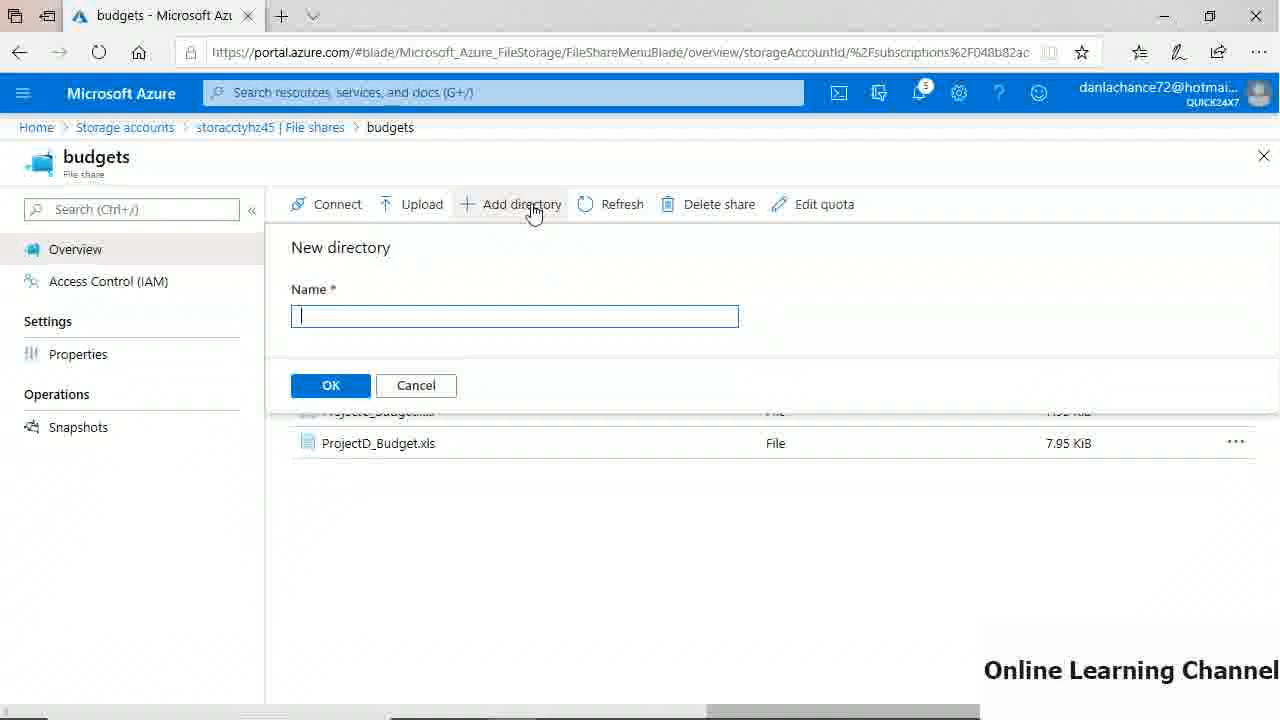 budgets - Microsoft Azure
https://portal.azure.com/#blade/Microsoft_Azure_FileStorage/FileShareMenuBlade/overview/storageAccountId/%2Fsubscriptions%2F048b82ac
Microsoft Azure
Search resources, services, and docs (G+/)
5
danlachance72@hotmai...
QUICK24X7
Home > Storage accounts > storacctyhz45 | File shares > budgets
budgets
File share
Search (Ctrl+/)
«
Connect
Upload
Add directory
Refresh
Delete share
Edit quota
Overview
Access Control (IAM)
Settings
Properties
Operations
Snapshots
New directory
Name *
OK
Cancel
ProjectD_Budget.xls File 7.95 KiB
Online Learning Channel